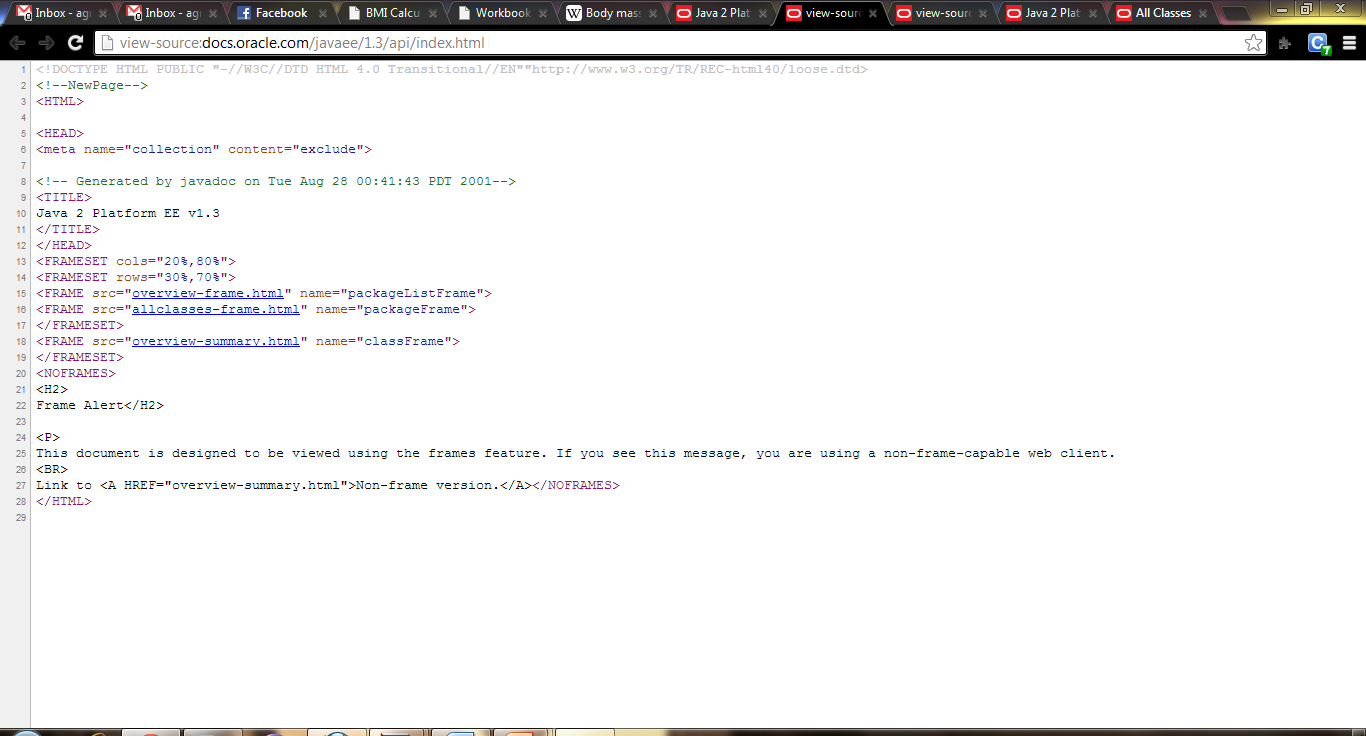 Inbox - ag Inbox - ag Facebook BMI Calcu Workbook Body mass Java 2 Plat view-sour view-sour Java 2 Plat All Classes
view-source:docs.oracle.com/javaee/1.3/api/index.html
1 <!DOCTYPE HTML PUBLIC "-//W3C//DTD HTML 4.0 Transitional//EN""http://www.w3.org/TR/REC-html40/loose.dtd>
2 <!--NewPage-->
3 <HTML>
4
5 <HEAD>
6 <meta name="collection" content="exclude">
7
8 <!-- Generated by javadoc on Tue Aug 28 00:41:43 PDT 2001-->
9 <TITLE>
10 Java 2 Platform EE v1.3
11 </TITLE>
12 </HEAD>
13 <FRAMESET cols="20%,80%">
14 <FRAMESET rows="30%,70%">
15 <FRAME src="overview-frame.html" name="packageListFrame">
16 <FRAME src="allclasses-frame.html" name="packageFrame">
17 </FRAMESET>
18 <FRAME src="overview-summary.html" name="classFrame">
19 </FRAMESET>
20 <NOFRAMES>
21 <H2>
22 Frame Alert</H2>
23
24 <P>
25 This document is designed to be viewed using the frames feature. If you see this message, you are using a non-frame-capable web client.
26 <BR>
27 Link to <A HREF="overview-summary.html">Non-frame version.</A></NOFRAMES>
28 </HTML>
29